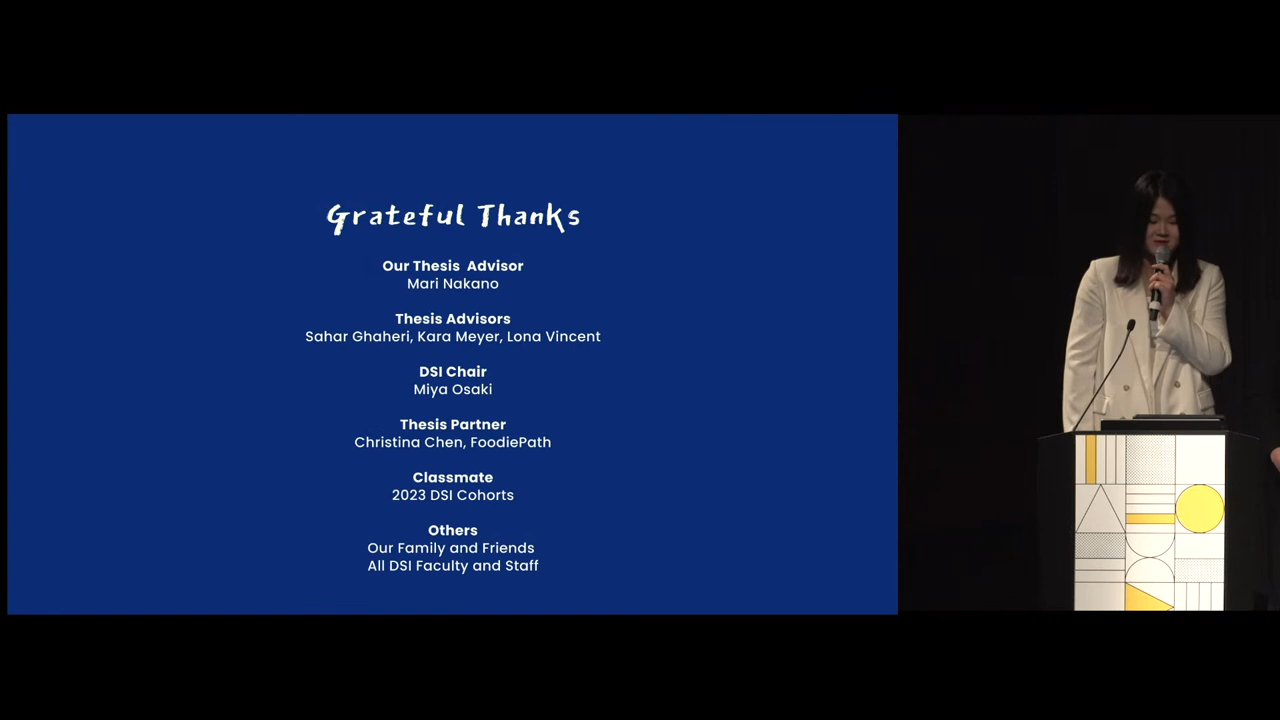 Grateful Thanks
Our Thesis Advisor
Mari Nakano
Thesis Advisors
Sahar Ghaheri, Kara Meyer, Lona Vincent
DSI Chair
Miya Osaki
Thesis Partner
Christina Chen, FoodiePath
Classmate
2023 DSI Cohorts
Others
Our Family and Friends
All DSI Faculty and Staff